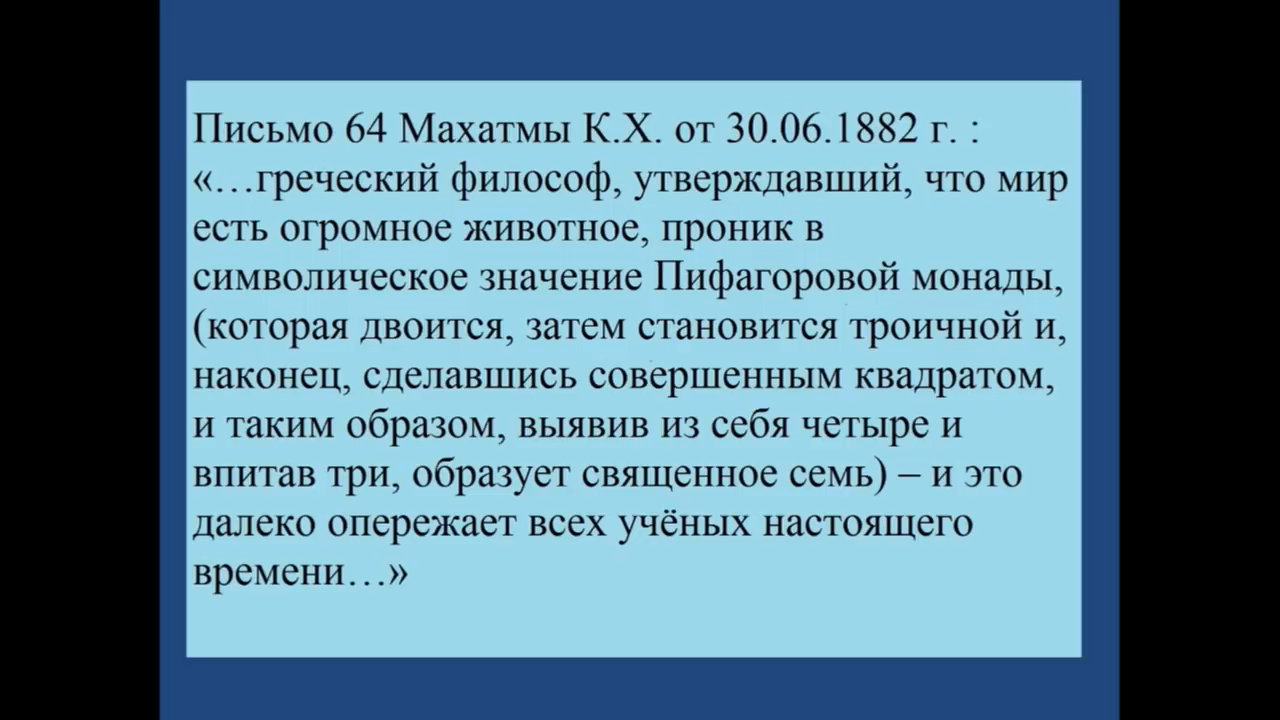 Письмо 64 Махатмы К.Х. от 30.06.1882 г. :
«…греческий философ, утверждавший, что мир
есть огромное животное, проник в
символическое значение Пифагоровой монады,
(которая двоится, затем становится троичной и,
наконец, сделавшись совершенным квадратом,
и таким образом, выявив из себя четыре и
впитав три, образует священное семь) – и это
далеко опережает всех учёных настоящего
времени…»